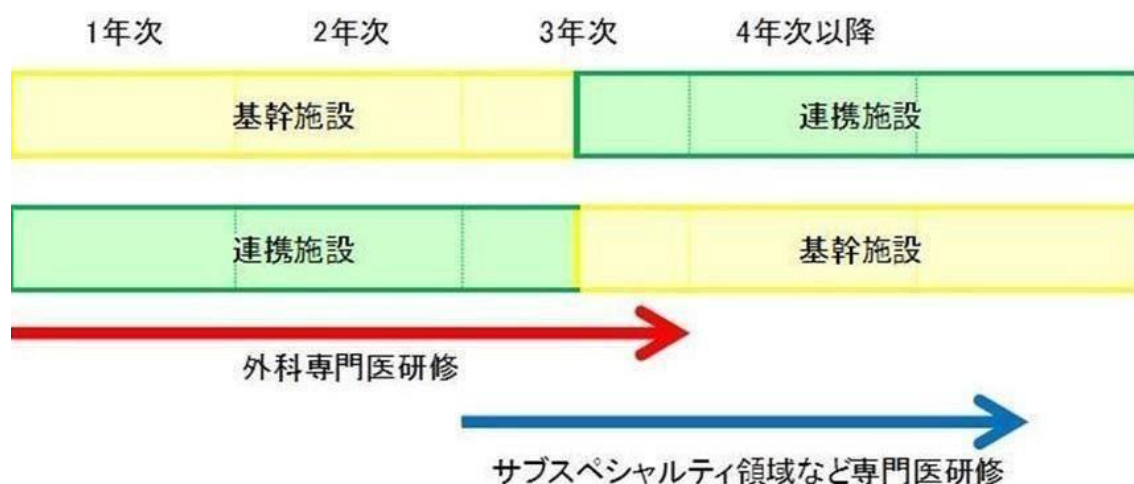 1年次 2年次 3年次 4年次以降
基幹施設 連携施設
連携施設 基幹施設
外科専門医研修
サブスペシャルティ領域など専門医研修